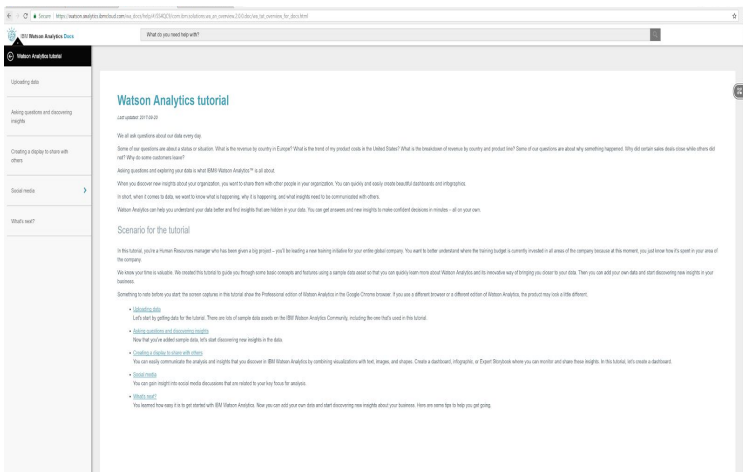 Secure https://watson.analytics.ibmcloud.com/wa_docs/help/
IBM Watson Analytics Docs
What do you need help with?
Watson Analytics tutorial
Uploading data
Asking questions and discovering
insights
Creating a display to share with
others
Social media
What's next?
Watson Analytics tutorial
Last updated: 2017-09-20
We all ask questions about our data every day.
Some of our questions are about a status or situation. What is the revenue by country in Europe? What is the trend of my product costs in the United States? What is the breakdown of revenue by country and product line? Some of our questions are about why something happened. Why did certain sales deals close while others did
not? Why do some customers leave?
Asking questions and exploring your data is what IBM® Watson Analytics™ is all about.
When you discover new insights about your organization, you want to share them with other people in your organization. You can quickly and easily create beautiful dashboards and infographics.
In short, when it comes to data, we want to know what is happening, why it is happening, and what insights need to be communicated with others.
Watson Analytics can help you understand your data better and find insights that are hidden in your data. You can get answers and new insights to make confident decisions in minutes – all on your own.
Scenario for the tutorial
In this tutorial, you're a Human Resources manager who has been given a big project – you'll be leading a new training initiative for your entire global company. You want to better understand where the training budget is currently invested in all areas of the company because at this moment, you just know how it's spent in your area of
the company.
We know your time is valuable. We created this tutorial to guide you through some basic concepts and features using a sample data asset so that you can quickly learn more about Watson Analytics and its innovative way of bringing you closer to your data. Then you can add your own data and start discovering new insights in your
business.
Something to note before you start: the screen captures in this tutorial show the Professional edition of Watson Analytics in the Google Chrome browser. If you use a different browser or a different edition of Watson Analytics, the product may look a little different.
• Uploading data
Let's start by getting data for the tutorial. There are lots of sample data assets on the IBM Watson Analytics Community, including the one that's used in this tutorial.
• Asking questions and discovering insights
Now that you've added sample data, let's start discovering new insights in the data.
• Creating a display to share with others
You can easily communicate the analysis and insights that you discover in IBM Watson Analytics by combining visualizations with text, images, and shapes. Create a dashboard, infographic, or Expert Storybook where you can monitor and share these insights. In this tutorial, let's create a dashboard.
• Social media
You can gain insight into social media discussions that are related to your key focus for analysis.
• What's next?
You learned how easy it is to get started with IBM Watson Analytics. Now you can add your own data and start discovering new insights about your business. Here are some tips to help you get going.